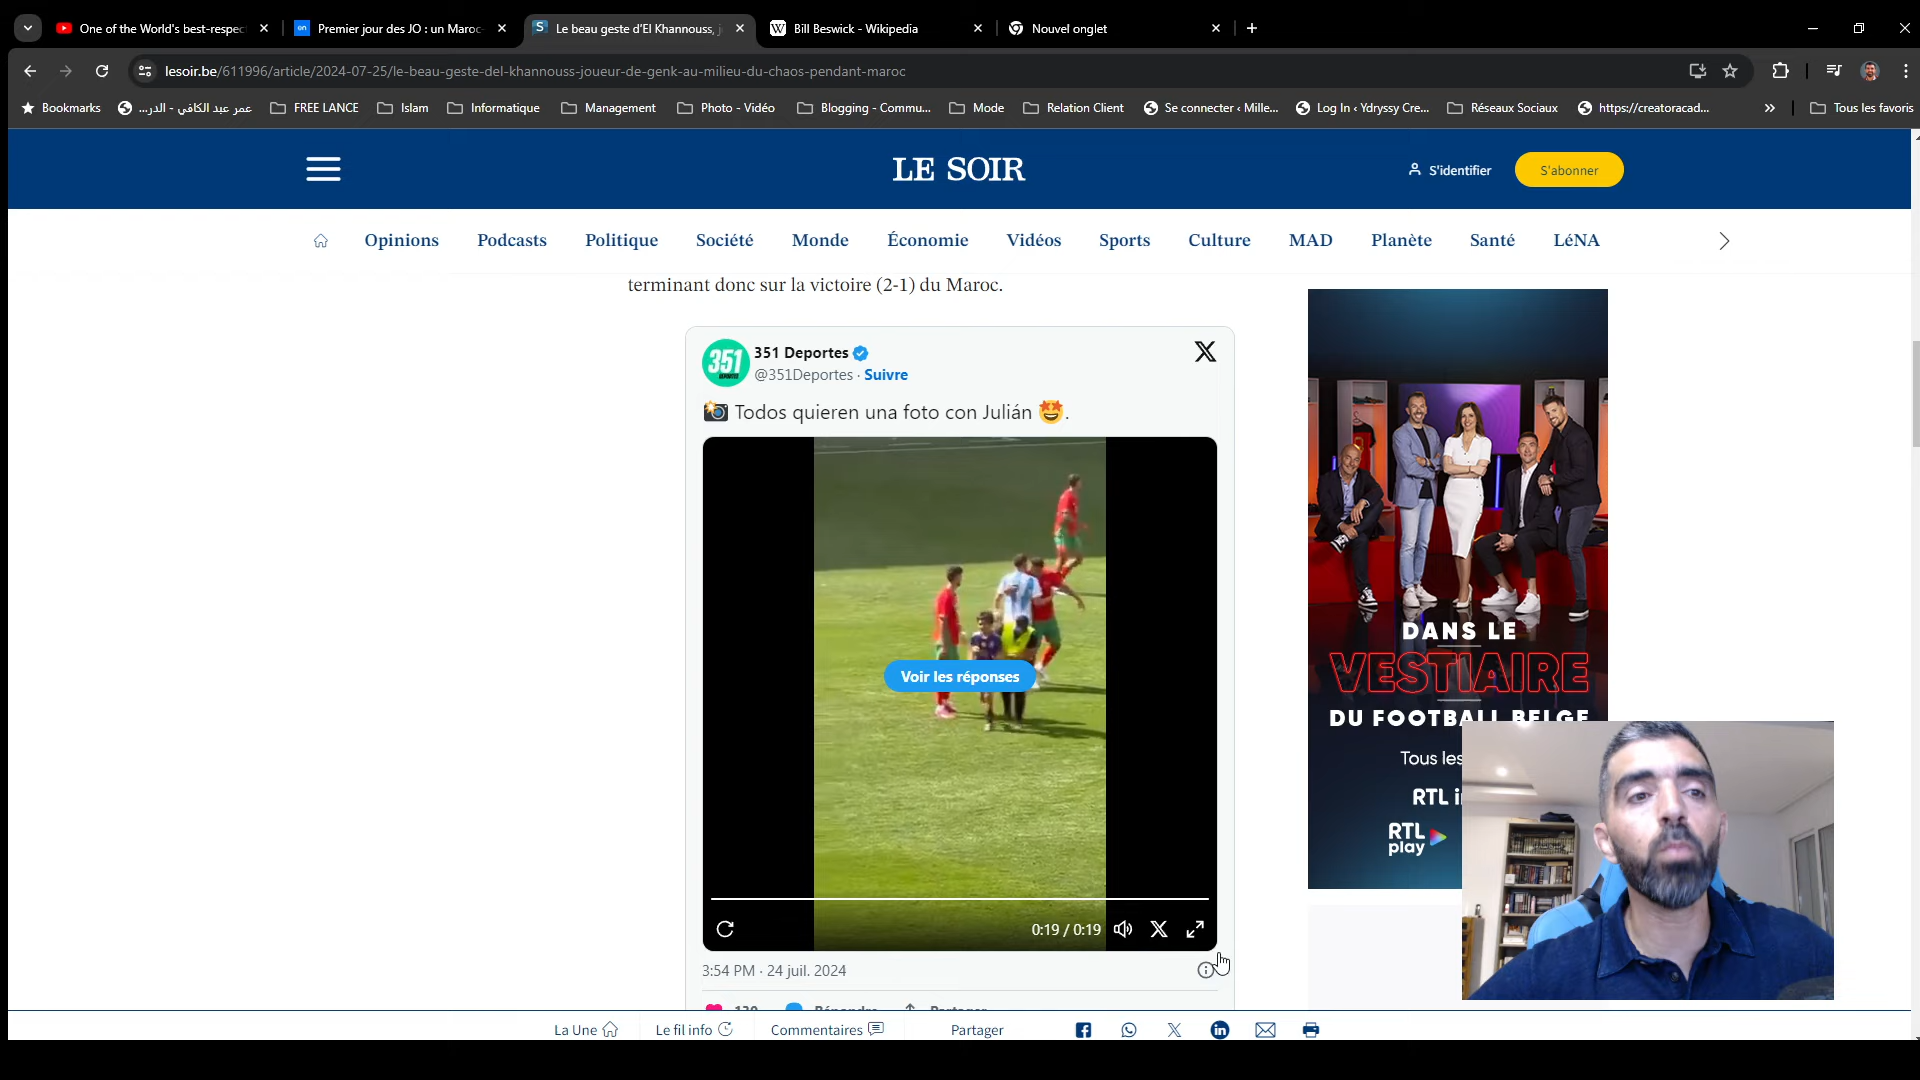 One of the World's best-respec
Premier jour des JO : un Maroc-
Le beau geste d'El Khannouss, j
Bill Beswick - Wikipedia
Nouvel onglet
lesoir.be/611996/article/2024-07-25/le-beau-geste-del-khannouss-joueur-de-genk-au-milieu-du-chaos-pendant-maroc
Bookmarks
عمر عبد الكافي - الدر...
FREE LANCE
Islam
Informatique
Management
Photo - Vidéo
Blogging - Commu...
Mode
Relation Client
Se connecter ‹ Mille...
Log In ‹ Ydryssy Cre...
Réseaux Sociaux
https://creatoracad...
Tous les favoris
LE SOIR
S'identifier
S'abonner
Opinions
Podcasts
Politique
Société
Monde
Économie
Vidéos
Sports
Culture
MAD
Planète
Santé
LéNA
terminant donc sur la victoire (2-1) du Maroc.
351 Deportes
@351Deportes · Suivre
Todos quieren una foto con Julián 🤩.
Voir les réponses
0:19 / 0:19
3:54 PM · 24 juil. 2024
Répondre
Partager
DANS LE
VESTIAIRE
DU FOOTBALL BELGE
Tous les
RTL
RTL
play
La Une
Le fil info
Commentaires
Partager